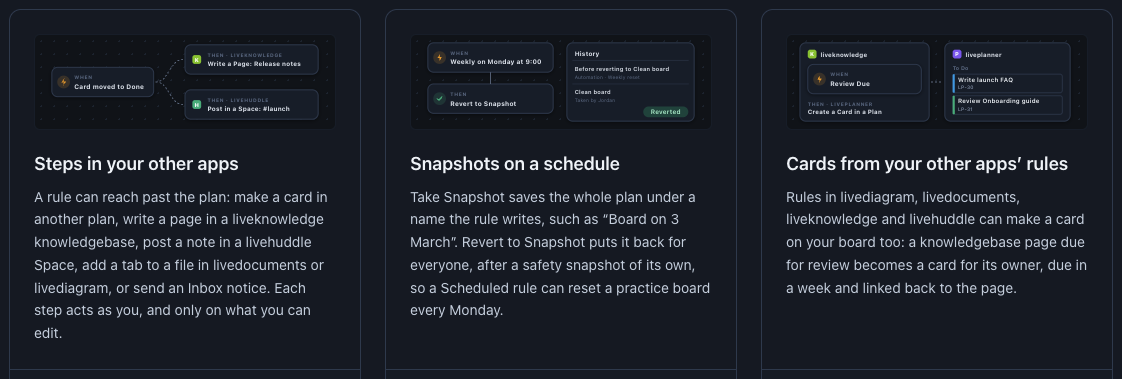 WHEN
Card moved to Done
THEN · LIVEKNOWLEDGE
Write a Page: Release notes
THEN · LIVEHUDDLE
Post in a Space: #launch
Steps in your other apps
A rule can reach past the plan: make a card in
another plan, write a page in a liveknowledge
knowledgebase, post a note in a livehuddle
Space, add a tab to a file in livedocuments or
livediagram, or send an Inbox notice. Each
step acts as you, and only on what you can
edit.
WHEN
Weekly on Monday at 9:00
THEN
Revert to Snapshot
History
Before reverting to Clean board
Automation · Weekly reset
Clean board
Taken by Jordan
Reverted
Snapshots on a schedule
Take Snapshot saves the whole plan under a
name the rule writes, such as “Board on 3
March”. Revert to Snapshot puts it back for
everyone, after a safety snapshot of its own,
so a Scheduled rule can reset a practice board
every Monday.
K liveknowledge
WHEN
Review Due
THEN · LIVEPLANNER
Create a Card in a Plan
P liveplanner
To Do
Write launch FAQ
LP-30
Review Onboarding guide
LP-31
Cards from your other apps’ rules
Rules in livediagram, livedocuments,
liveknowledge and livehuddle can make a card
on your board too: a knowledgebase page due
for review becomes a card for its owner, due in
a week and linked back to the page.